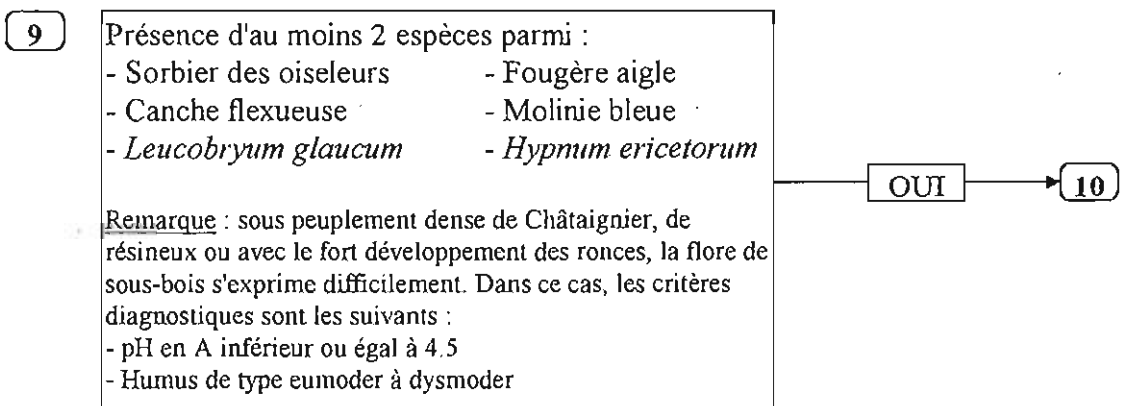 9
Présence d'au moins 2 espèces parmi :
- Sorbier des oiseleurs - Fougère aigle
- Canche flexueuse - Molinie bleue
- Leucobryum glaucum - Hypnum ericetorum
OUI
10
Remarque : sous peuplement dense de Châtaignier, de
résineux ou avec le fort développement des ronces, la flore de
sous-bois s'exprime difficilement. Dans ce cas, les critères
diagnostiques sont les suivants :
- pH en A inférieur ou égal à 4.5
- Humus de type eumoder à dysmoder